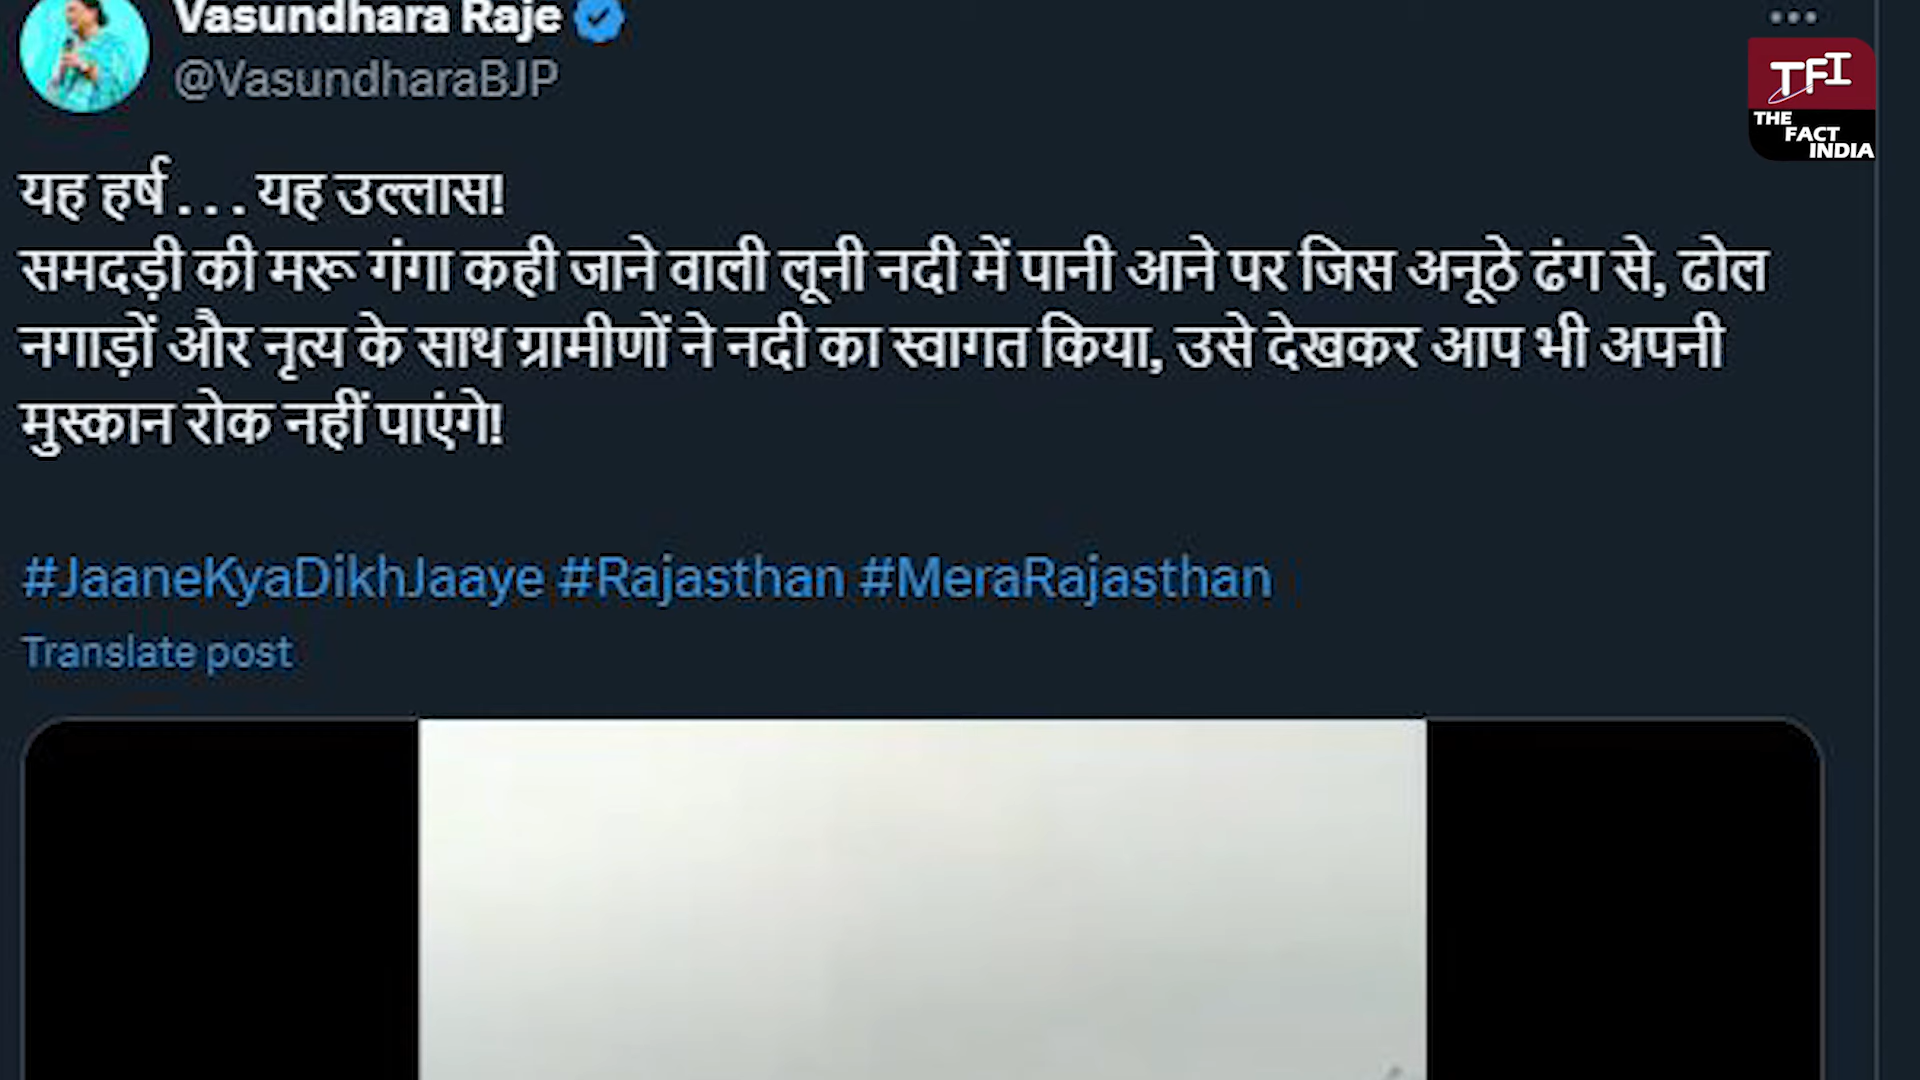 Vasundhara Raje
@VasundharaBJP
TFI
THE
FACT
INDIA
यह हर्ष . . . यह उल्लास!
समदड़ी की मरू गंगा कही जाने वाली लूनी नदी में पानी आने पर जिस अनूठे ढंग से, ढोल
नगाड़ों और नृत्य के साथ ग्रामीणों ने नदी का स्वागत किया, उसे देखकर आप भी अपनी
मुस्कान रोक नहीं पाएंगे!
#JaaneKyaDikhJaaye #Rajasthan #MeraRajasthan
Translate post